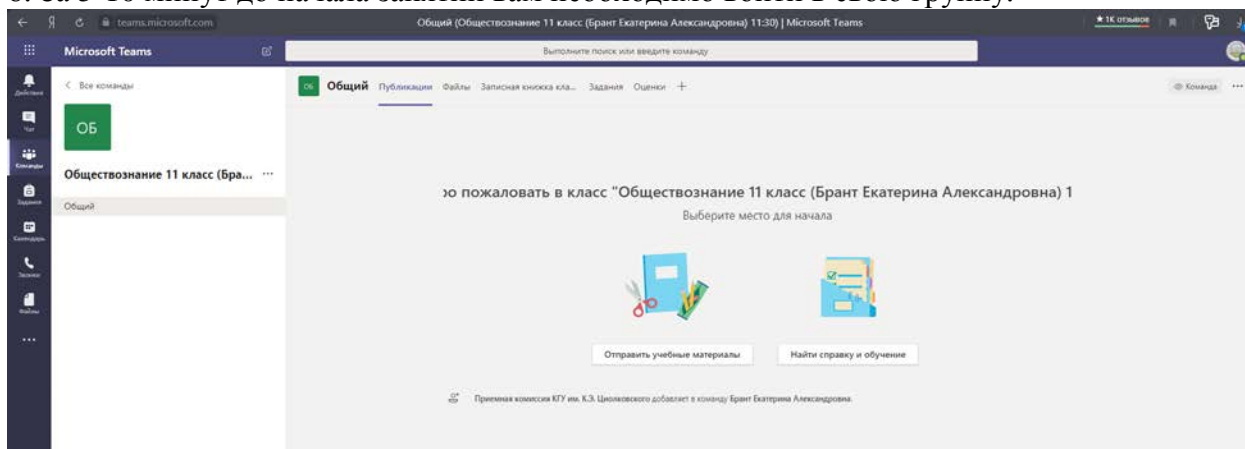 6. За 5-10 минут до начала занятий вам необходимо войти в свою группу.
teams.microsoft.com
Общий (Обществознание 11 класс (Брант Екатерина Александровна) 11:30) | Microsoft Teams
★ 1K отзывов
Microsoft Teams
Выполните поиск или введите команду
Действия
Чат
Команды
Задания
Календарь
Звонки
Файлы
Все команды
ОБ
Обществознание 11 класс (Бра...
Общий
ОБ Общий Публикации Файлы Записная книжка кла... Задания Оценки +
Команда
ро пожаловать в класс "Обществознание 11 класс (Брант Екатерина Александровна) 1
Выберите место для начала
Отправить учебные материалы
Найти справку и обучение
Приемная комиссия КГУ им. К.Э. Циолковского добавляет в команду Брант Екатерина Александровна.